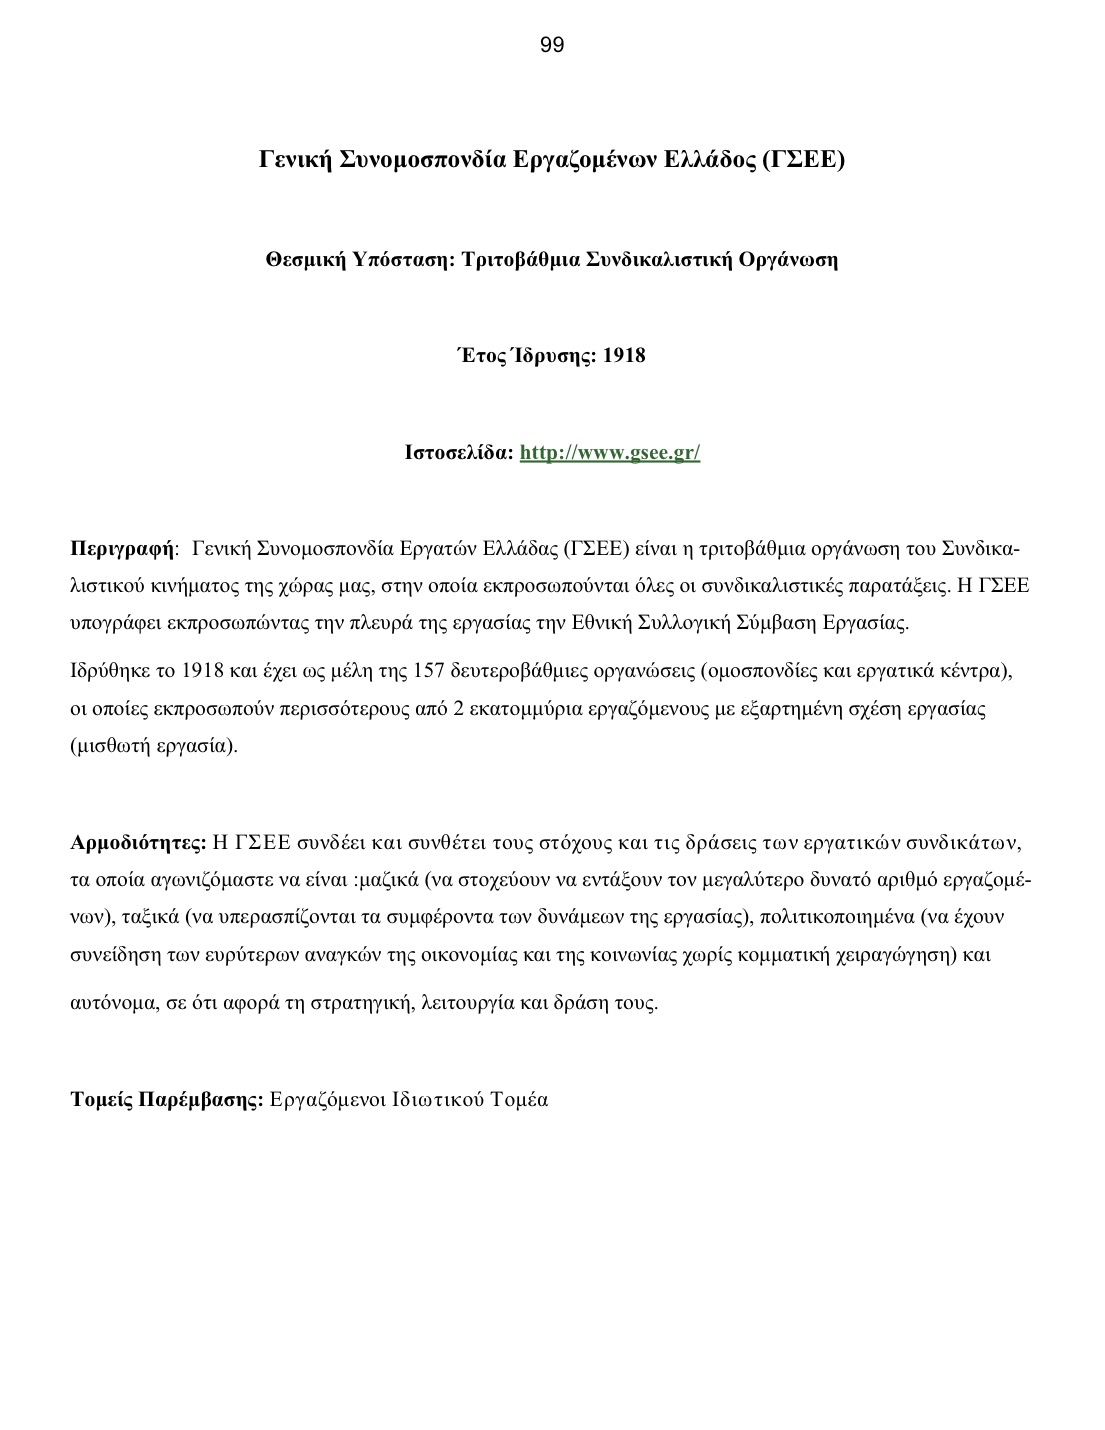 99
Γενική Συνομοσπονδία Εργαζομένων Ελλάδος (ΓΣΕΕ)
Θεσμική Υπόσταση: Τριτοβάθμια Συνδικαλιστική Οργάνωση
Έτος Ίδρυσης: 1918
Ιστοσελίδα: http://www.gsee.gr/
Περιγραφή:  Γενική Συνομοσπονδία Εργατών Ελλάδας (ΓΣΕΕ) είναι η τριτοβάθμια οργάνωση του Συνδικα-
λιστικού κινήματος της χώρας μας, στην οποία εκπροσωπούνται όλες οι συνδικαλιστικές παρατάξεις. Η ΓΣΕΕ
υπογράφει εκπροσωπώντας την πλευρά της εργασίας την Εθνική Συλλογική Σύμβαση Εργασίας.
Ιδρύθηκε το 1918 και έχει ως μέλη της 157 δευτεροβάθμιες οργανώσεις (ομοσπονδίες και εργατικά κέντρα),
οι οποίες εκπροσωπούν περισσότερους από 2 εκατομμύρια εργαζόμενους με εξαρτημένη σχέση εργασίας
(μισθωτή εργασία).
Αρμοδιότητες: Η ΓΣΕΕ συνδέει και συνθέτει τους στόχους και τις δράσεις των εργατικών συνδικάτων,
τα οποία αγωνιζόμαστε να είναι :μαζικά (να στοχεύουν να εντάξουν τον μεγαλύτερο δυνατό αριθμό εργαζομέ-
νων), ταξικά (να υπερασπίζονται τα συμφέροντα των δυνάμεων της εργασίας), πολιτικοποιημένα (να έχουν
συνείδηση των ευρύτερων αναγκών της οικονομίας και της κοινωνίας χωρίς κομματική χειραγώγηση) και
αυτόνομα, σε ότι αφορά τη στρατηγική, λειτουργία και δράση τους.
Τομείς Παρέμβασης: Εργαζόμενοι Ιδιωτικού Τομέα